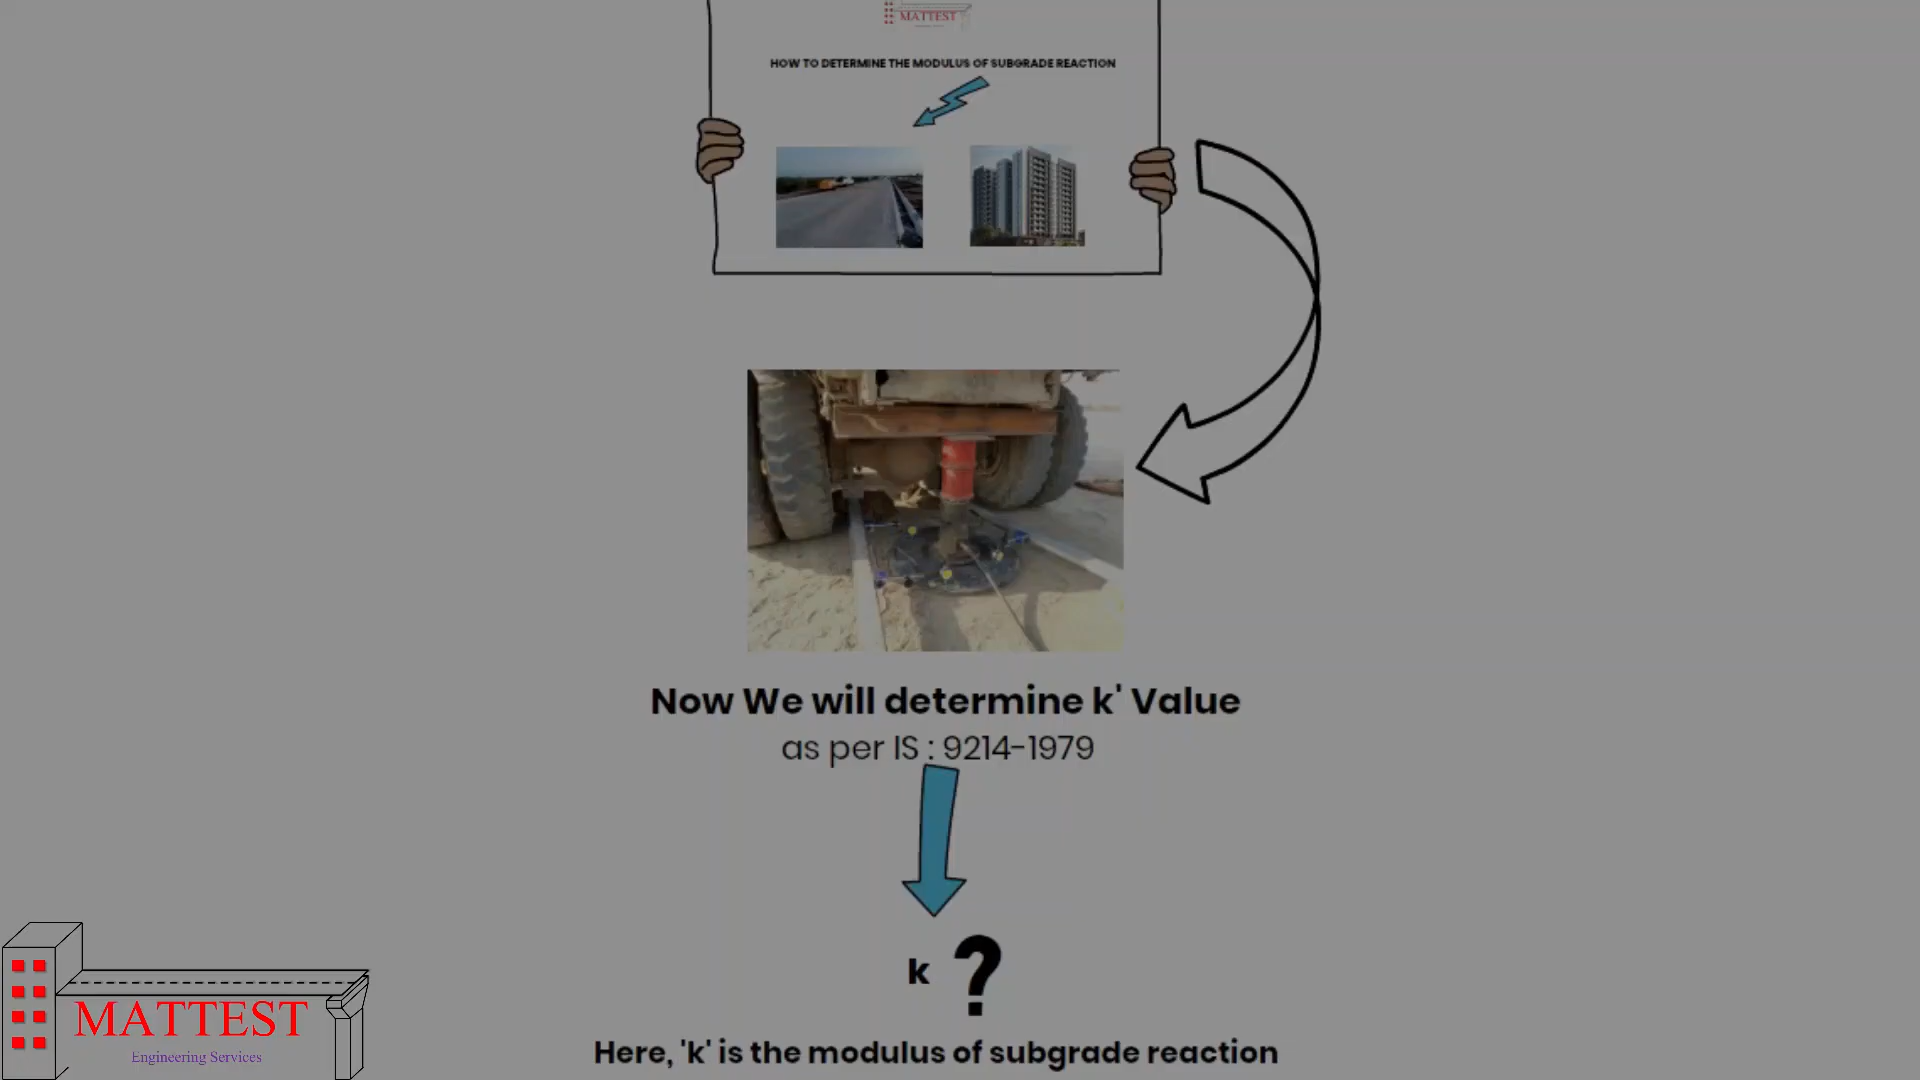 MATTEST
HOW TO DETERMINE THE MODULUS OF SUBGRADE REACTION
Now We will determine k' Value
as per IS : 9214-1979
k ?
Here, 'k' is the modulus of subgrade reaction
MATTEST
Engineering Services